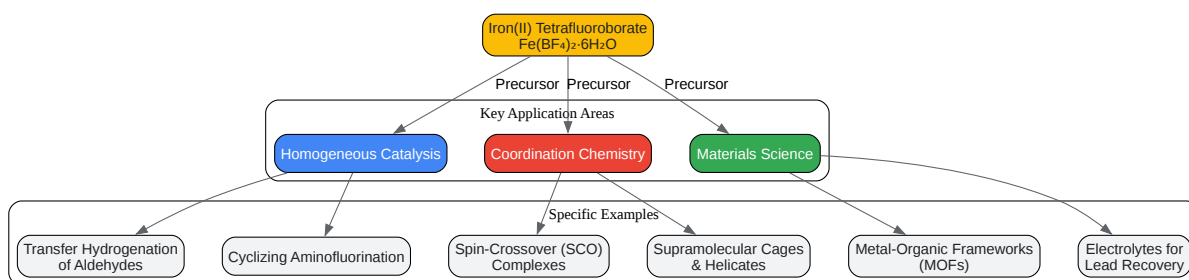 Iron(II) Tetrafluoroborate
Fe(BF₄)₂·6H₂O
Precursor Precursor Precursor
Key Application Areas
Homogeneous Catalysis
Coordination Chemistry
Materials Science
Specific Examples
Transfer Hydrogenation
of Aldehydes
Cyclizing Aminofluorination
Spin-Crossover (SCO)
Complexes
Supramolecular Cages
& Helicates
Metal-Organic Frameworks
(MOFs)
Electrolytes for
Lead Recovery